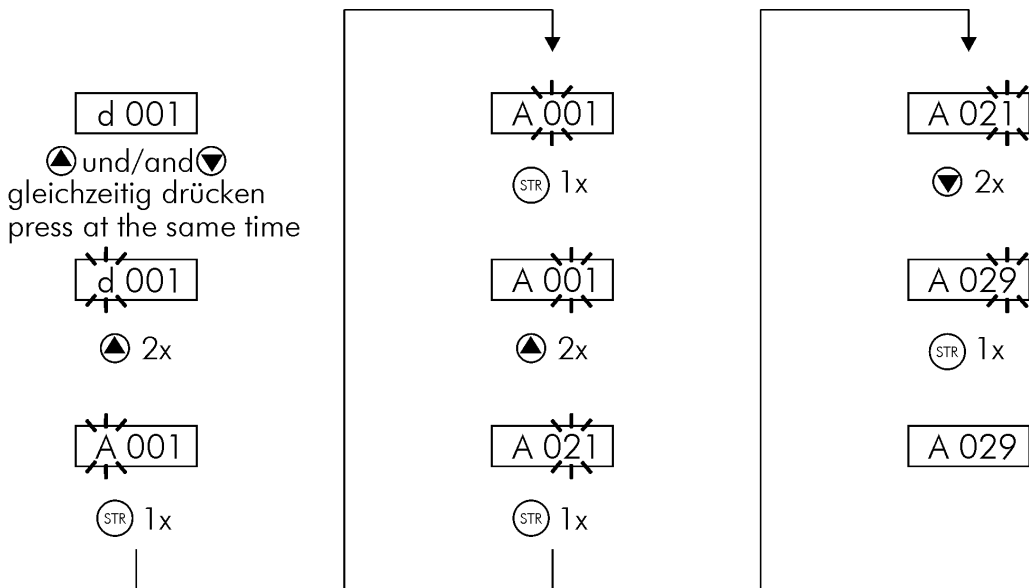 d 001
und/and
gleichzeitig drücken
press at the same time
d 001
2x
A 001
STR 1x
A 001
STR 1x
A 001
2x
A 021
STR 1x
A 021
2x
A 029
STR 1x
A 029